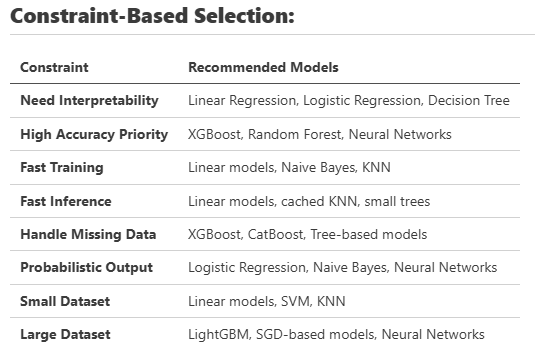 Constraint-Based Selection:
Constraint Recommended Models
Need Interpretability Linear Regression, Logistic Regression, Decision Tree
High Accuracy Priority XGBoost, Random Forest, Neural Networks
Fast Training Linear models, Naive Bayes, KNN
Fast Inference Linear models, cached KNN, small trees
Handle Missing Data XGBoost, CatBoost, Tree-based models
Probabilistic Output Logistic Regression, Naive Bayes, Neural Networks
Small Dataset Linear models, SVM, KNN
Large Dataset LightGBM, SGD-based models, Neural Networks